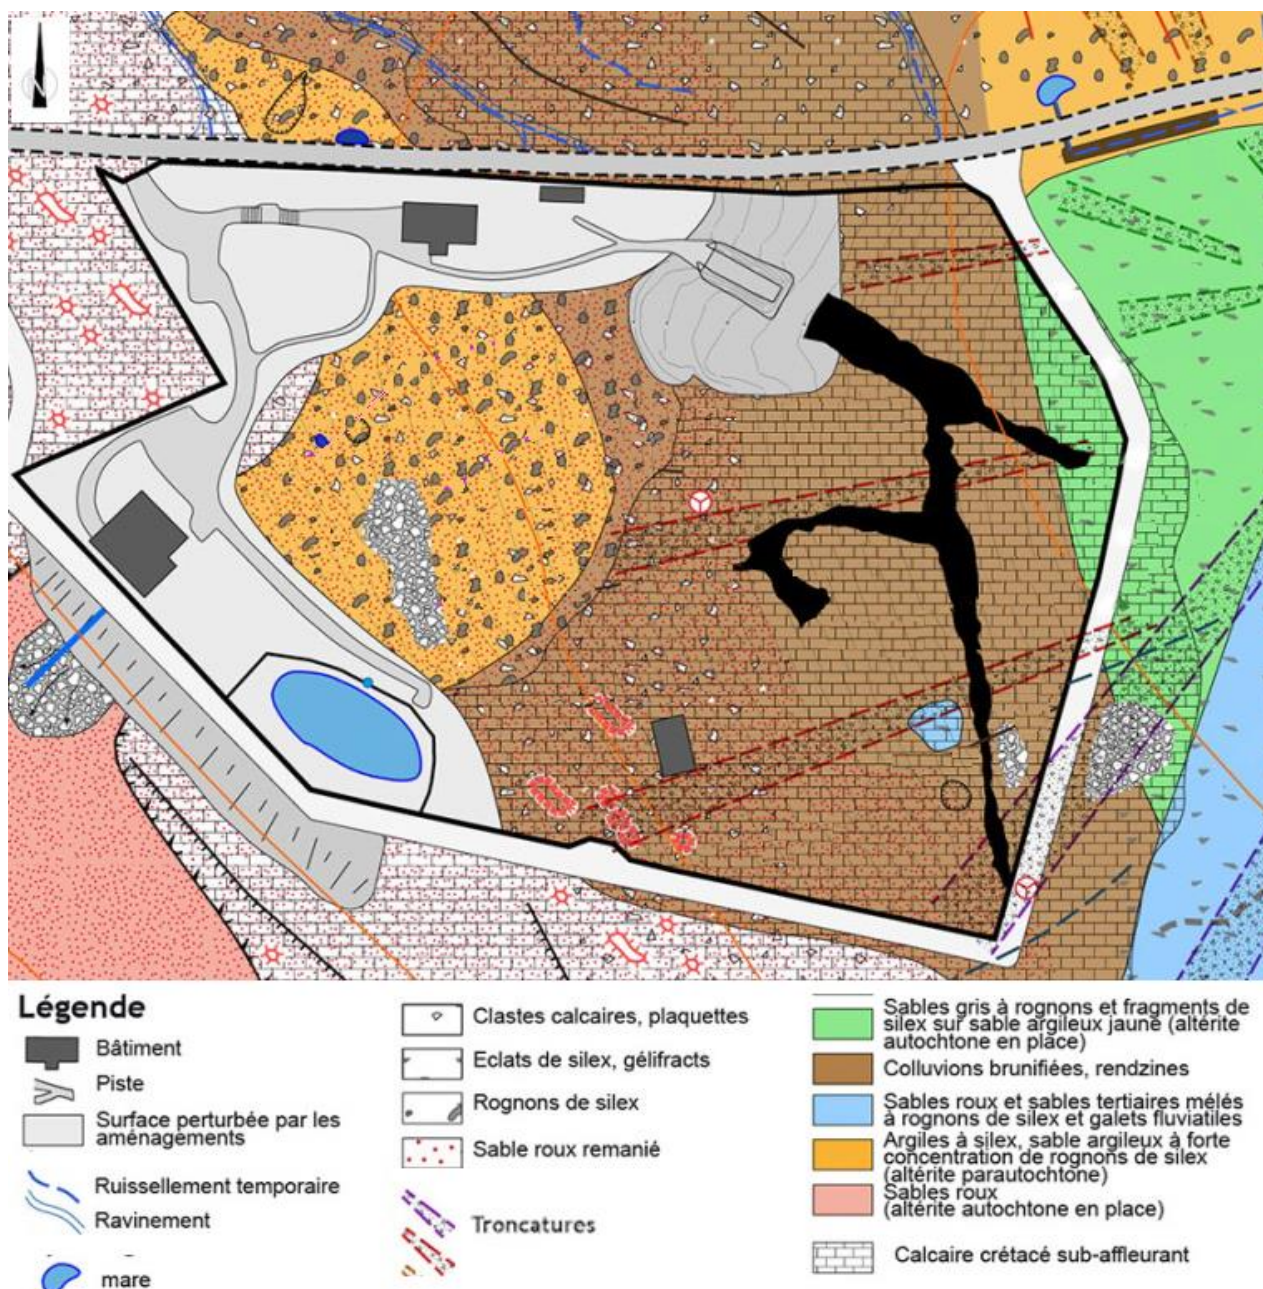 N
Légende
Bâtiment
Piste
Surface perturbée par les
aménagements
Ruissellement temporaire
Ravinement
mare
Clastes calcaires, plaquettes
Eclats de silex, gélifracts
Rognons de silex
Sable roux remanié
Troncatures
Sables gris à rognons et fragments de
silex sur sable argileux jaune (altérite
autochtone en place)
Colluvions brunifiées, rendzines
Sables roux et sables tertiaires mélés
à rognons de silex et galets fluviatiles
Argiles à silex, sable argileux à forte
concentration de rognons de silex
(altérite parautochtone)
Sables roux
(altérite autochtone en place)
Calcaire crétacé sub-affleurant